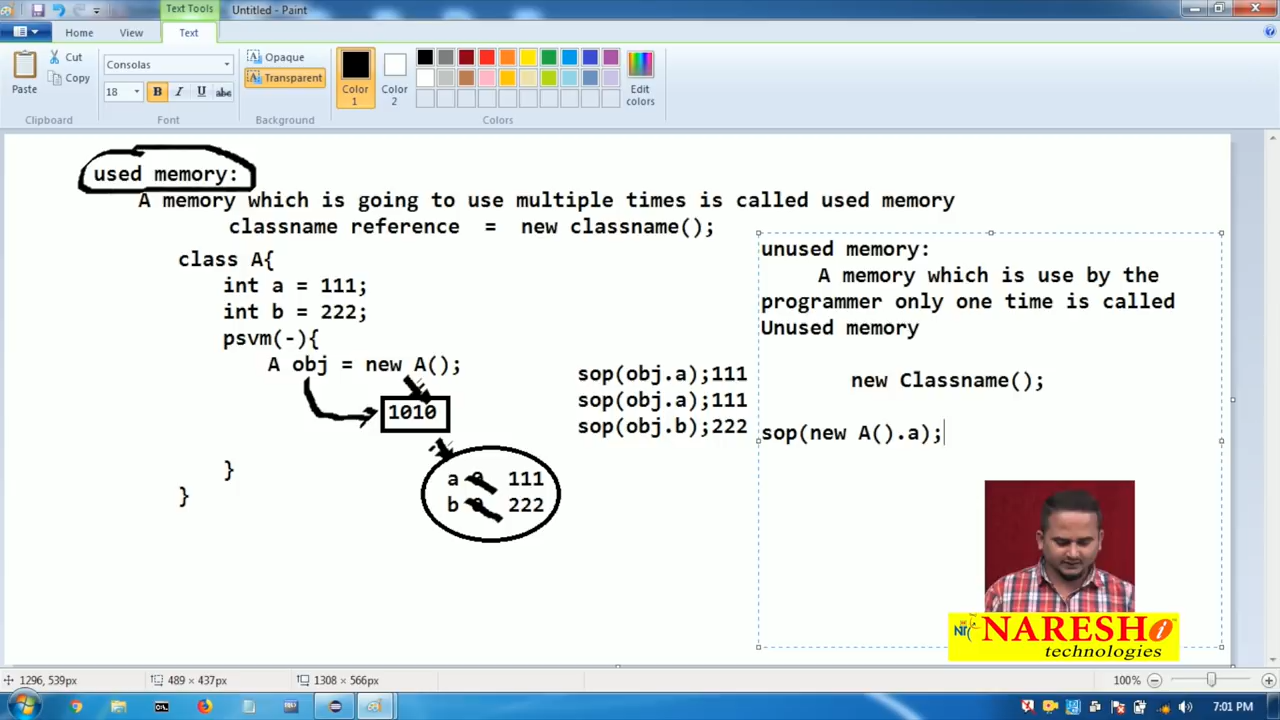 Text Tools
Untitled - Paint
Home
View
Text
Paste
Cut
Copy
Clipboard
Consolas
18
B
I
U
abc
Font
A Opaque
A Transparent
Background
Color
1
Color
2
Colors
Edit
colors
used memory:
A memory which is going to use multiple times is called used memory
classname reference = new classname();
class A{
int a = 111;
int b = 222;
psvm(-){
A obj = new A();
1010
a 0 111
b 0 222
}
}
sop(obj.a);111
sop(obj.a);111
sop(obj.b);222
unused memory:
A memory which is use by the
programmer only one time is called
Unused memory
new Classname();
sop(new A().a);
NARESH i
technologies
1296, 539px
489 × 437px
1308 × 566px
100%
7:01 PM